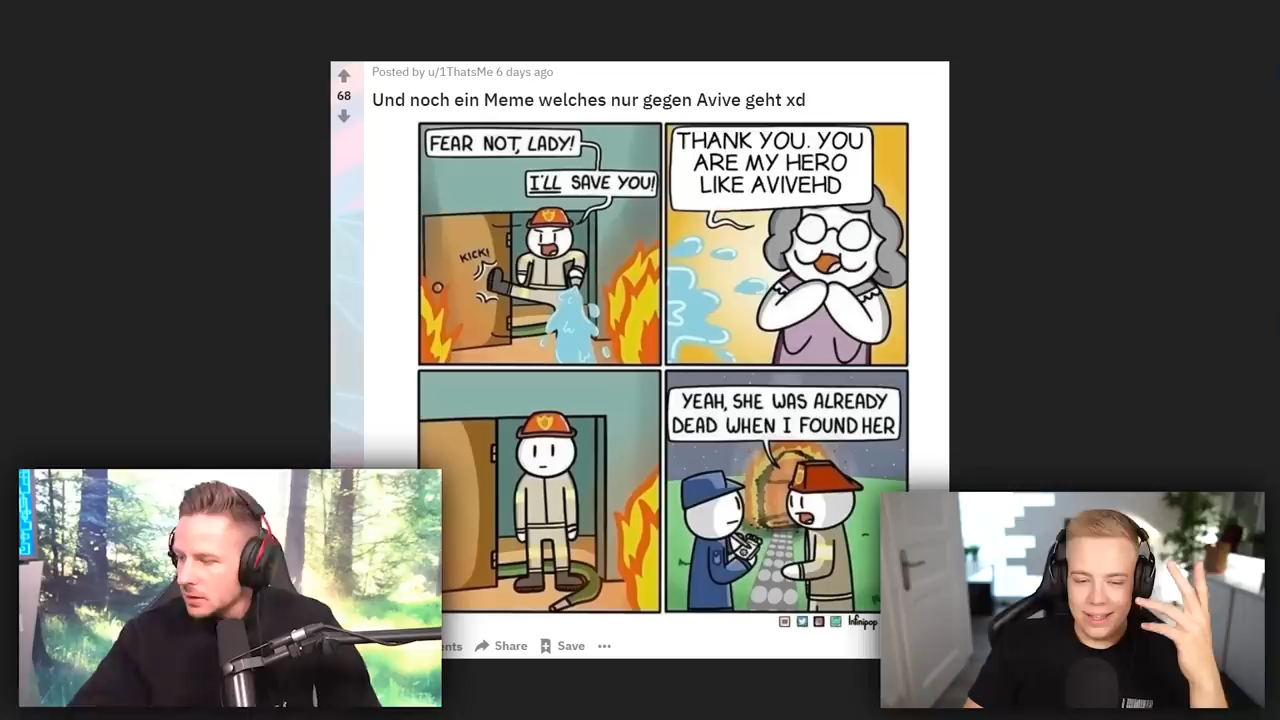 Posted by u/1ThatsMe 6 days ago
68
Und noch ein Meme welches nur gegen Avive geht xd
FEAR NOT, LADY!
I'LL SAVE YOU!
KICK!
THANK YOU. YOU
ARE MY HERO
LIKE AVIVEHD
YEAH, SHE WAS ALREADY
DEAD WHEN I FOUND HER
Infinipop
ents
Share
Save